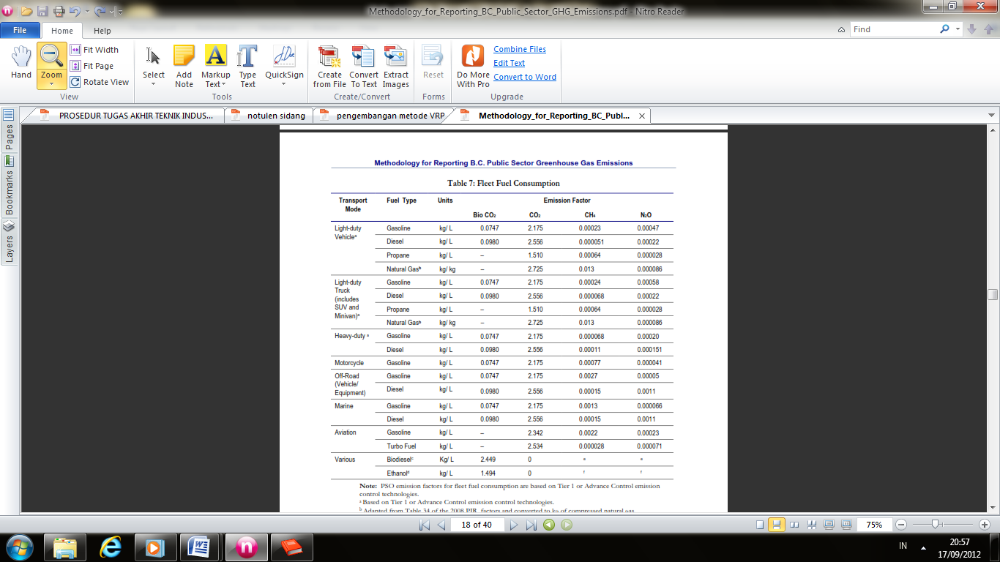 Methodology_for_Reporting_BC_Public_Sector_GHG_Emissions.pdf - Nitro Reader
File Home Help Find
Hand
Zoom
Fit Width
Fit Page
Rotate View
View
Select
Add Note
Markup Text
Type Text
QuickSign
Tools
Create from File
Convert To Text
Extract Images
Create/Convert
Reset
Forms
Do More With Pro
Combine Files
Edit Text
Convert to Word
Upgrade
PROSEDUR TUGAS AKHIR TEKNIK INDUS... notulen sidang pengembangan metode VRP Methodology_for_Reporting_BC_Publ...
Pages
Bookmarks
Layers
Methodology for Reporting B.C. Public Sector Greenhouse Gas Emissions
Table 7: Fleet Fuel Consumption
Transport Mode Fuel Type Units Emission Factor
Bio CO₂ CO₂ CH₄ N₂O
Light-duty Vehicleᵃ Gasoline kg/ L 0.0747 2.175 0.00023 0.00047
Diesel kg/ L 0.0980 2.556 0.000051 0.00022
Propane kg/ L – 1.510 0.00064 0.000028
Natural Gasᵇ kg/ kg – 2.725 0.013 0.000086
Light-duty Truck (includes SUV and Minivan)ᵃ Gasoline kg/ L 0.0747 2.175 0.00024 0.00058
Diesel kg/ L 0.0980 2.556 0.000068 0.00022
Propane kg/ L – 1.510 0.00064 0.000028
Natural Gasᵇ kg/ kg – 2.725 0.013 0.000086
Heavy-duty ᵃ Gasoline kg/ L 0.0747 2.175 0.000068 0.00020
Diesel kg/ L 0.0980 2.556 0.00011 0.000151
Motorcycle Gasoline kg/ L 0.0747 2.175 0.00077 0.000041
Off-Road (Vehicle/ Equipment) Gasoline kg/ L 0.0747 2.175 0.0027 0.00005
Diesel kg/ L 0.0980 2.556 0.00015 0.0011
Marine Gasoline kg/ L 0.0747 2.175 0.0013 0.000066
Diesel kg/ L 0.0980 2.556 0.00015 0.0011
Aviation Gasoline kg/ L – 2.342 0.0022 0.00023
Turbo Fuel kg/ L – 2.534 0.000028 0.000071
Various Biodieselᶜ Kg/ L 2.449 0 ᵉ ᵉ
Ethanolᵈ kg/ L 1.494 0 ᶠ ᶠ
Note: PSO emission factors for fleet fuel consumption are based on Tier 1 or Advance Control emission
control technologies.
ᵃ Based on Tier 1 or Advance Control emission control technologies.
ᵇ Adapted from Table 34 of the 2008 PIR, factors and converted to kg of compressed natural gas
18 of 40
75%
IN
20:57
17/09/2012